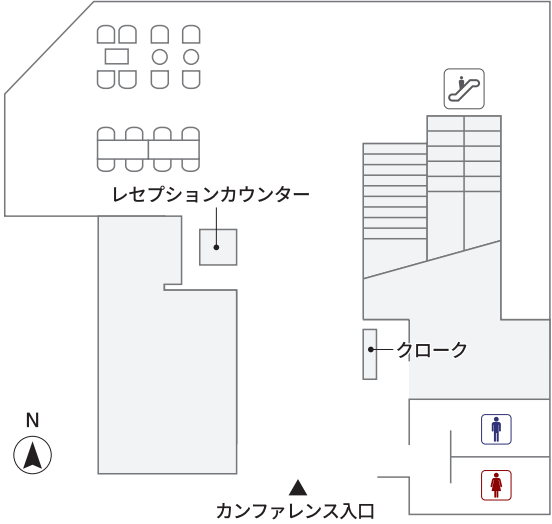 レセプションカウンター
クローク
N
カンファレンス入口